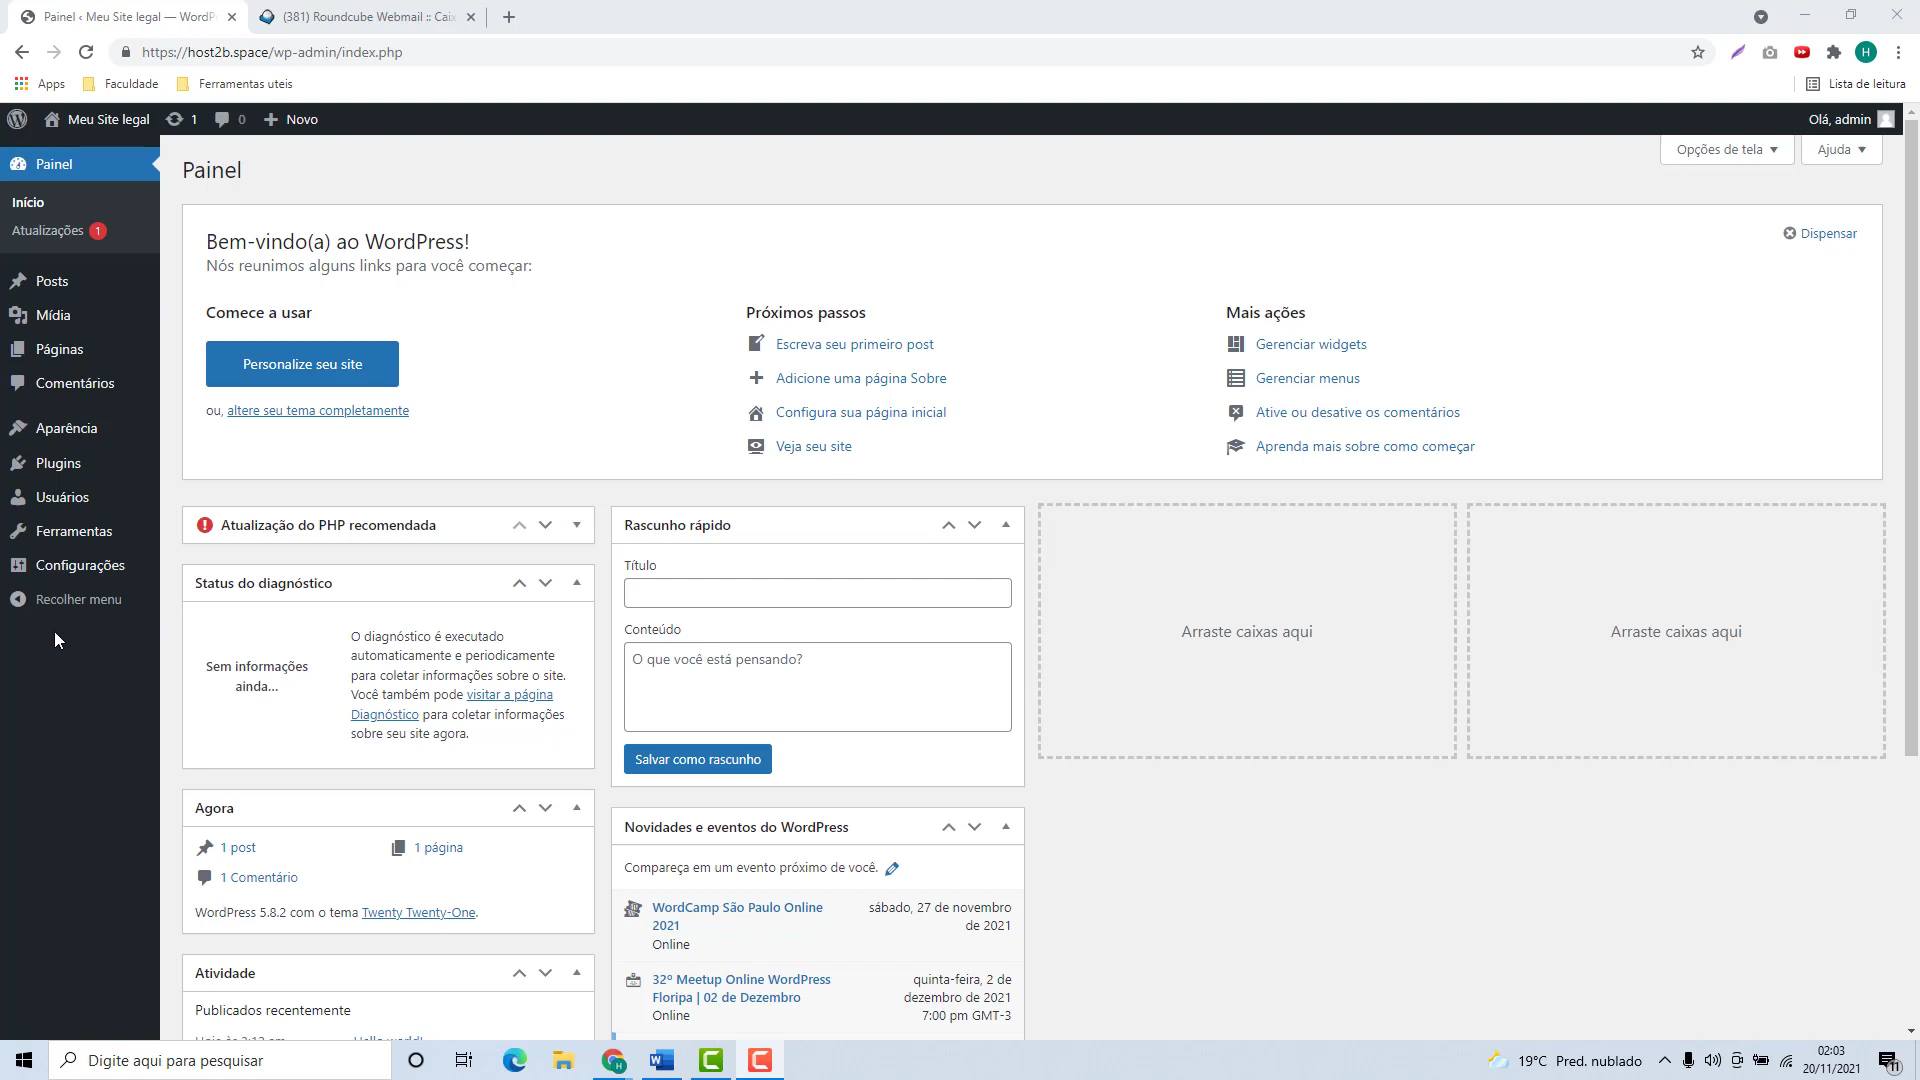 Painel ‹ Meu Site legal — WordP
(381) Roundcube Webmail :: Caix
https://host2b.space/wp-admin/index.php
H
Apps
Faculdade
Ferramentas uteis
Lista de leitura
Meu Site legal
1
0
Novo
Olá, admin
Painel
Início
Atualizações 1
Posts
Mídia
Páginas
Comentários
Aparência
Plugins
Usuários
Ferramentas
Configurações
Recolher menu
Painel
Opções de tela
Ajuda
Bem-vindo(a) ao WordPress!
Nós reunimos alguns links para você começar:
Dispensar
Comece a usar
Personalize seu site
ou, altere seu tema completamente
Próximos passos
Escreva seu primeiro post
Adicione uma página Sobre
Configura sua página inicial
Veja seu site
Mais ações
Gerenciar widgets
Gerenciar menus
Ative ou desative os comentários
Aprenda mais sobre como começar
Atualização do PHP recomendada
Status do diagnóstico
Sem informações
ainda...
O diagnóstico é executado
automaticamente e periodicamente
para coletar informações sobre o site.
Você também pode visitar a página
Diagnóstico para coletar informações
sobre seu site agora.
Agora
1 post
1 página
1 Comentário
WordPress 5.8.2 com o tema Twenty Twenty-One.
Atividade
Publicados recentemente
Rascunho rápido
Título
Conteúdo
O que você está pensando?
Salvar como rascunho
Novidades e eventos do WordPress
Compareça em um evento próximo de você.
WordCamp São Paulo Online
2021
Online
sábado, 27 de novembro
de 2021
32º Meetup Online WordPress
Floripa | 02 de Dezembro
Online
quinta-feira, 2 de
dezembro de 2021
7:00 pm GMT-3
Arraste caixas aqui
Arraste caixas aqui
Digite aqui para pesquisar
19°C Pred. nublado
02:03
20/11/2021
11